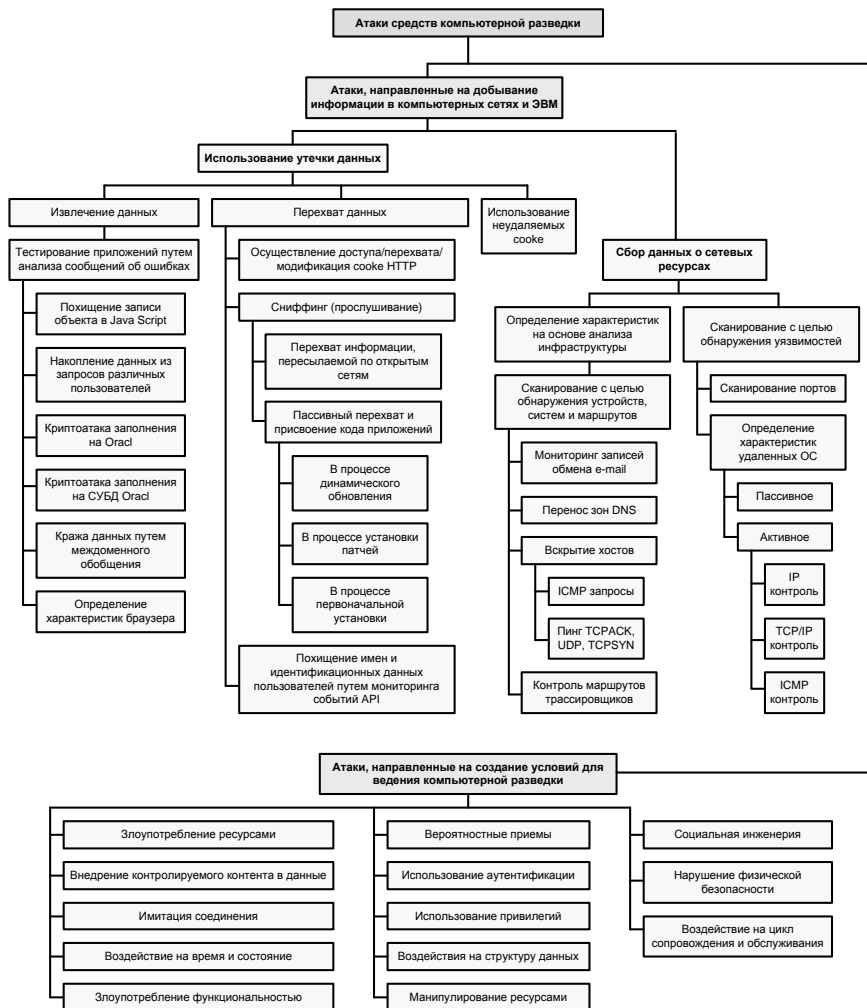 Атаки средств компьютерной разведки
Атаки, направленные на добывание
информации в компьютерных сетях и ЭВМ
Использование утечки данных
Извлечение данных
Тестирование приложений путем
анализа сообщений об ошибках
Похищение записи
объекта в Java Script
Накопление данных из
запросов различных
пользователей
Криптоатака заполнения
на Oracl
Криптоатака заполнения
на СУБД Oracl
Кража данных путем
междоменного
обобщения
Определение
характеристик браузера
Перехват данных
Осуществление доступа/перехвата/
модификация cooke HTTP
Сниффинг (прослушивание)
Перехват информации,
пересылаемой по открытым
сетям
Пассивный перехват и
присвоение кода приложений
В процессе
динамического
обновления
В процессе установки
патчей
В процессе
первоначальной
установки
Похищение имен и
идентификационных данных
пользователей путем мониторинга
событий API
Использование
неудаляемых
cooke
Сбор данных о сетевых
ресурсах
Определение характеристик
на основе анализа
инфраструктуры
Сканирование с целью
обнаружения устройств,
систем и маршрутов
Мониторинг записей
обмена e-mail
Перенос зон DNS
Вскрытие хостов
ICMP запросы
Пинг TCPACK,
UDP, TCPSYN
Контроль маршрутов
трассировщиков
Сканирование с целью
обнаружения уязвимостей
Сканирование портов
Определение
характеристик
удаленных ОС
Пассивное
Активное
IP
контроль
TCP/IP
контроль
ICMP
контроль
Атаки, направленные на создание условий для
ведения компьютерной разведки
Злоупотребление ресурсами
Внедрение контролируемого контента в данные
Имитация соединения
Воздействие на время и состояние
Злоупотребление функциональностью
Вероятностные приемы
Использование аутентификации
Использование привилегий
Воздействия на структуру данных
Манипулирование ресурсами
Социальная инженерия
Нарушение физической
безопасности
Воздействие на цикл
сопровождения и обслуживания